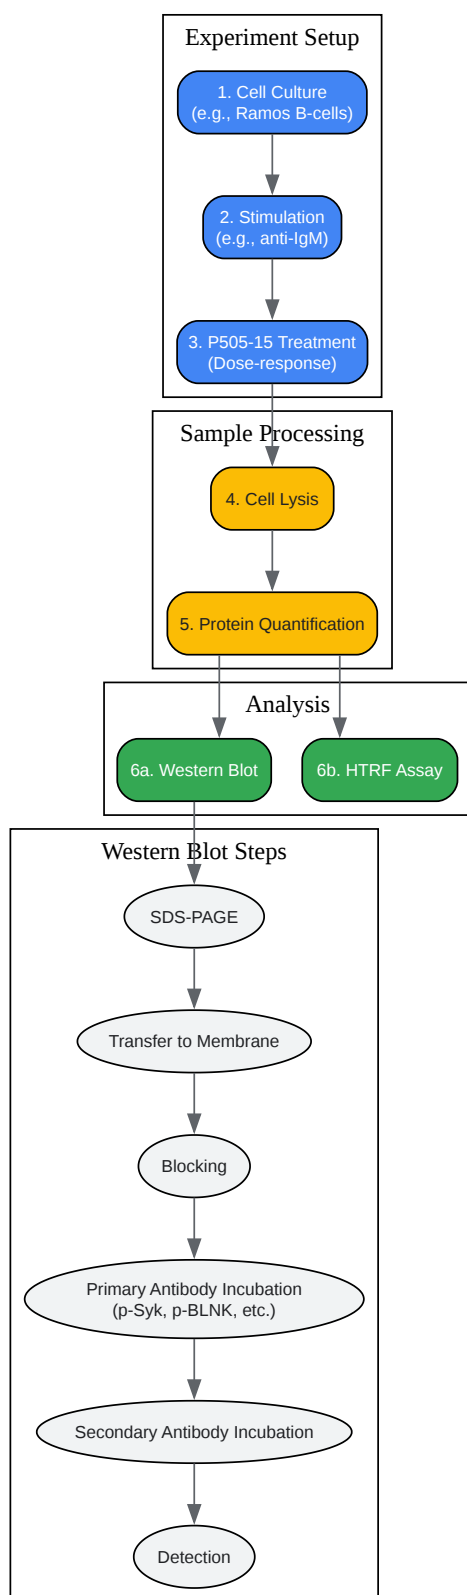 Experiment Setup
1. Cell Culture
(e.g., Ramos B-cells)
2. Stimulation
(e.g., anti-IgM)
3. P505-15 Treatment
(Dose-response)
Sample Processing
4. Cell Lysis
5. Protein Quantification
Analysis
6a. Western Blot
6b. HTRF Assay
Western Blot Steps
SDS-PAGE
Transfer to Membrane
Blocking
Primary Antibody Incubation
(p-Syk, p-BLNK, etc.)
Secondary Antibody Incubation
Detection